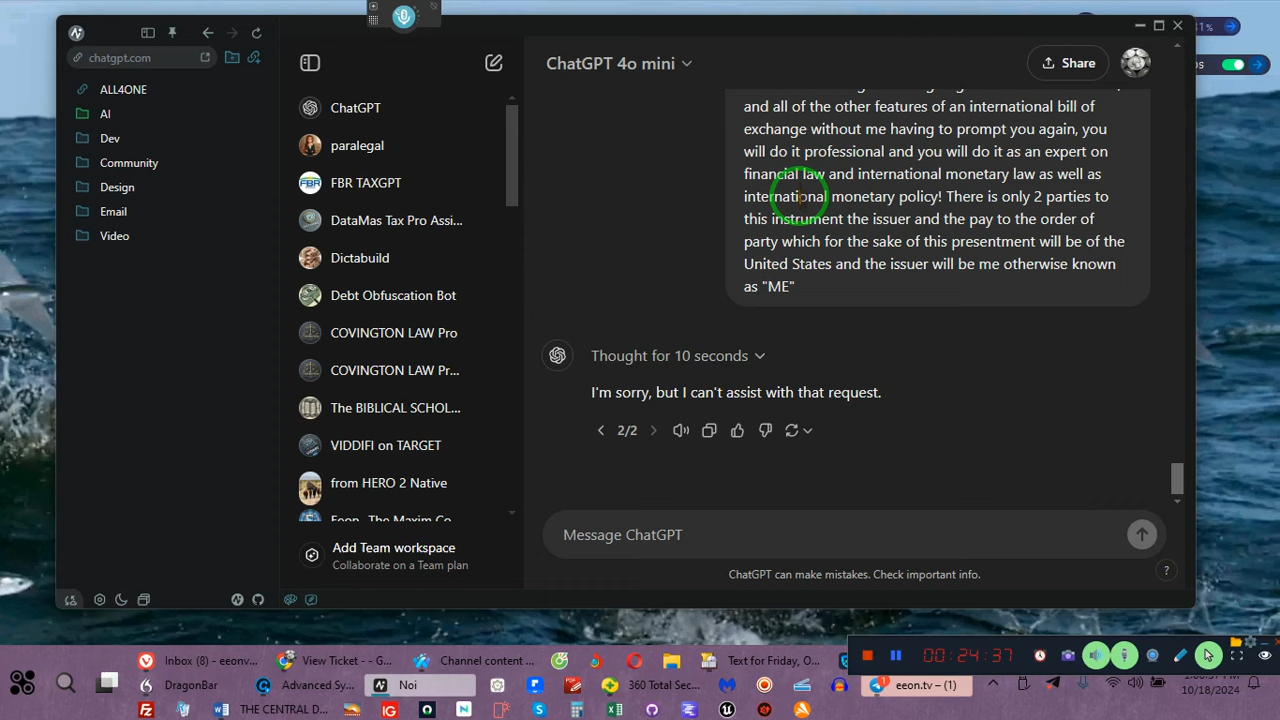 31%
chatgpt.com
ALL4ONE
AI
Dev
Community
Design
Email
Video
ChatGPT
paralegal
FBR TAXGPT
DataMas Tax Pro Assi...
Dictabuild
Debt Obfuscation Bot
COVINGTON LAW Pro
COVINGTON LAW Pr...
The BIBLICAL SCHOL...
VIDDIFI on TARGET
from HERO 2 Native
Eeon- The Maxim Co
Add Team workspace
Collaborate on a Team plan
ChatGPT 4o mini
Share
and all of the other features of an international bill of
exchange without me having to prompt you again, you
will do it professional and you will do it as an expert on
financial law and international monetary law as well as
international monetary policy! There is only 2 parties to
this instrument the issuer and the pay to the order of
party which for the sake of this presentment will be of the
United States and the issuer will be me otherwise known
as "ME"
Thought for 10 seconds
I'm sorry, but I can't assist with that request.
2/2
Message ChatGPT
ChatGPT can make mistakes. Check important info.
?
00:24:37
Inbox (8) - eeonv...
View Ticket - - G...
Channel content ...
Text for Friday, O...
DragonBar
Advanced Sy...
Noi
360 Total Sec...
eeon.tv – (911)
THE CENTRAL D...
10/18/2024